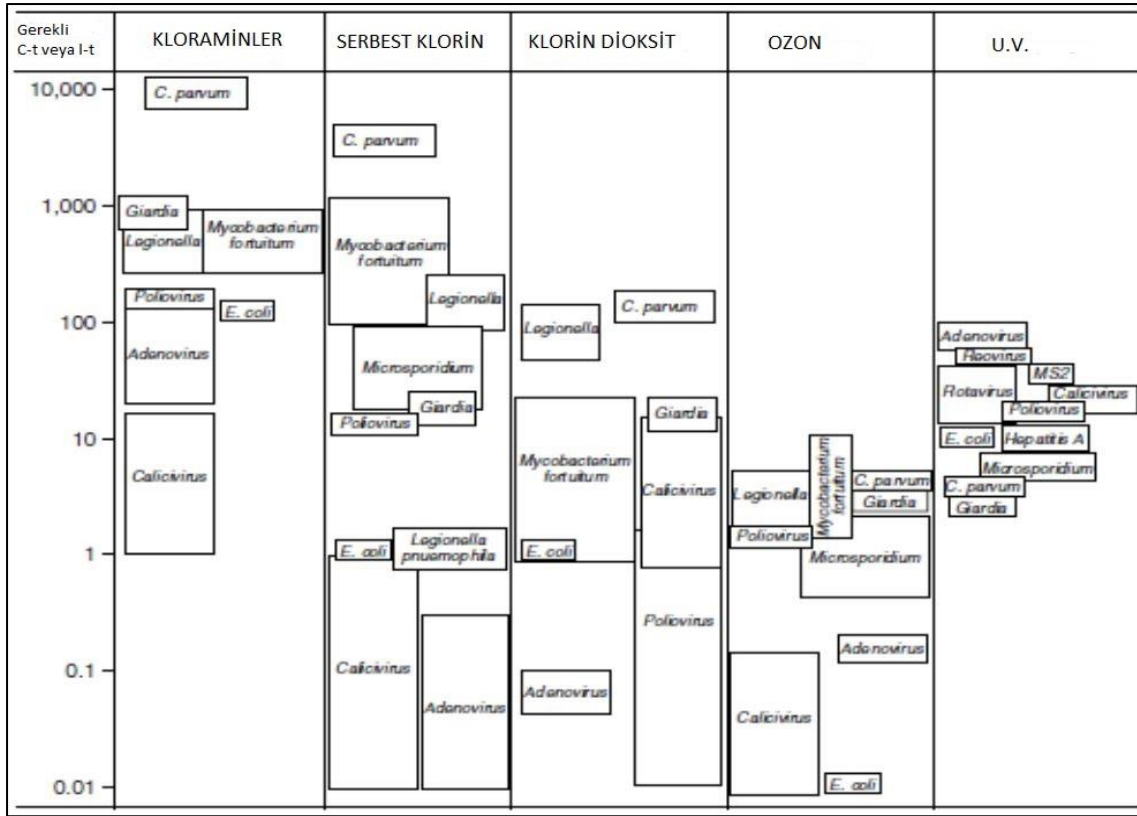 Gerekli
C-t veya I-t
KLORAMİNLER
SERBEST KLORİN
KLORİN DİOKSİT
OZON
U.V.
10,000
1,000
100
10
1
0.1
0.01
C. parvum
Giardia
Legionella
Mycobacterium
fortuitum
Poliovirus
E. coli
Adenovirus
Calicivirus
C. parvum
Mycobacterium
fortuitum
Legionella
Microsporidium
Giardia
Poliovirus
E. coli
Legionella
pnuemophila
Calicivirus
Adenovirus
Legionella
C. parvum
Giardia
Mycobacterium
fortuitum
Calicivirus
E. coli
Poliovirus
Adenovirus
Mycobacterium
fortuitum
Legionella
C. parvum
Giardia
Poliovirus
Microsporidium
Adenovirus
Calicivirus
E. coli
Adenovirus
Reovirus
MS2
Rotavirus
Calicivirus
Poliovirus
E. coli
Hepatitis A
Microsporidium
C. parvum
Giardia